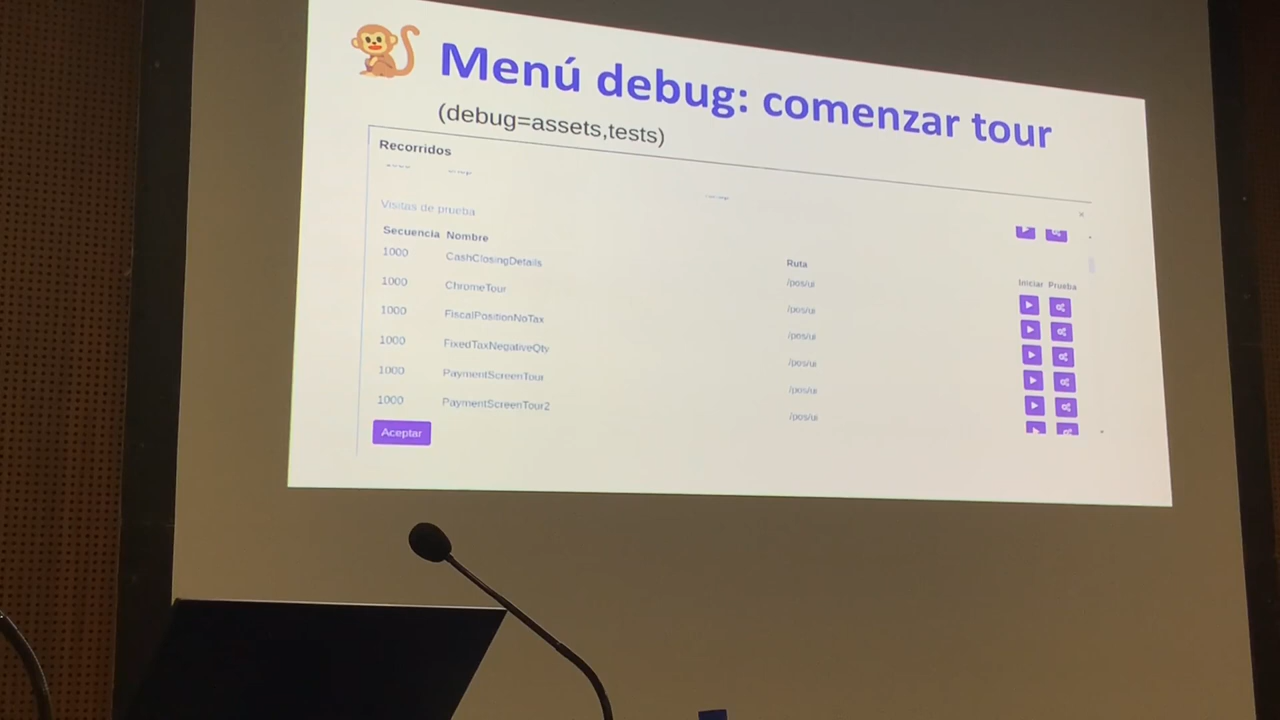 Menú debug: comenzar tour
(debug=assets,tests)
Recorridos
Visitas de prueba
Secuencia Nombre Ruta Iniciar Prueba
1000 CashClosingDetails /pos/ui
1000 ChromeTour /pos/ui
1000 FiscalPositionNoTax /pos/ui
1000 FixedTaxNegativeQty /pos/ui
1000 PaymentScreenTour /pos/ui
1000 PaymentScreenTour2 /pos/ui
Aceptar